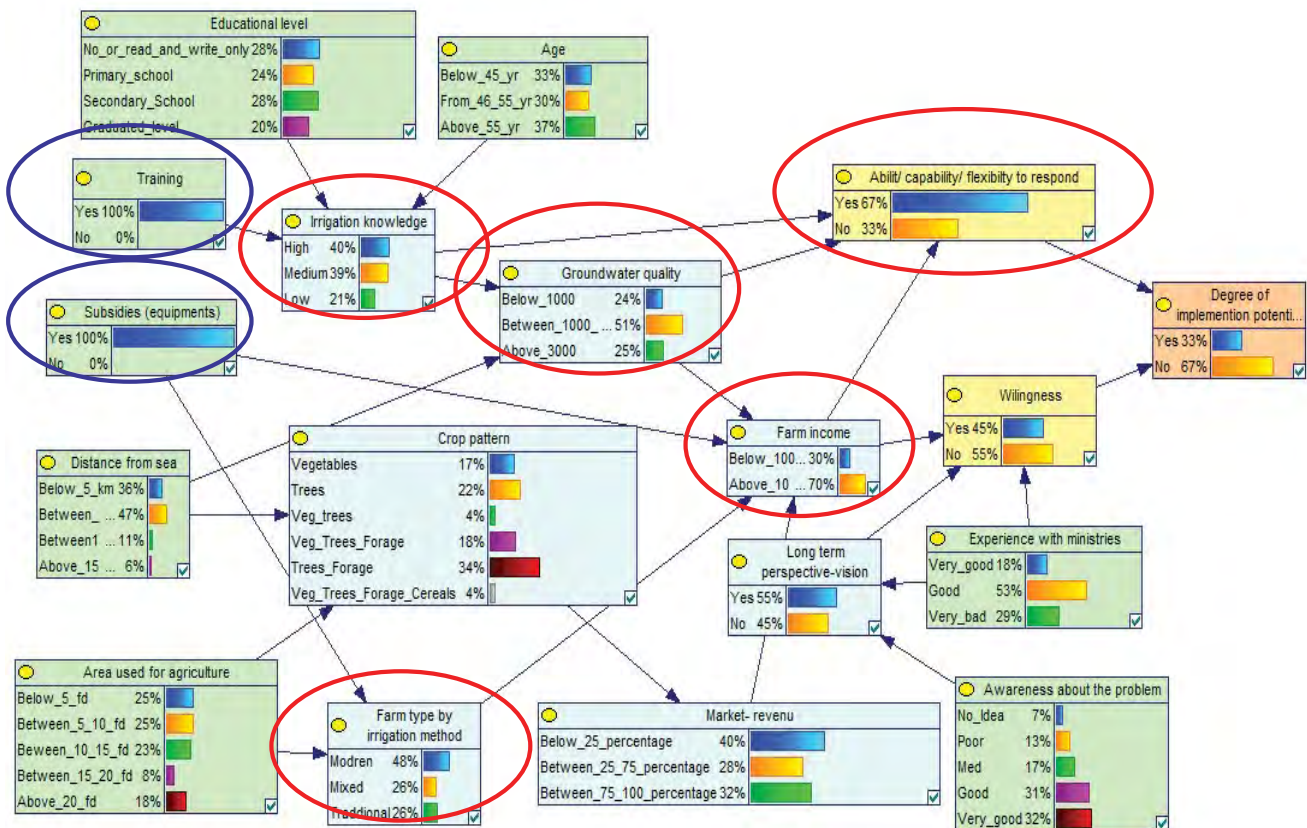 Educational level
No_or_read_and_write_only 28%
Primary_school 24%
Secondary_School 28%
Graduated_level 20%
Age
Below_45_yr 33%
From_46_55_yr 30%
Above_55_yr 37%
Training
Yes 100%
No 0%
Irrigation knowledge
High 40%
Medium 39%
Low 21%
Abilit/ capability/ flexibilty to respond
Yes 67%
No 33%
Groundwater quality
Below_1000 24%
Between_1000_ ... 51%
Above_3000 25%
Subsidies (equipments)
Yes 100%
No 0%
Degree of
implemention potenti...
Yes 33%
No 67%
Wilingness
Yes 45%
No 55%
Farm income
Below_100... 30%
Above_10 ... 70%
Crop pattern
Vegetables 17%
Trees 22%
Veg_trees 4%
Veg_Trees_Forage 18%
Trees_Forage 34%
Veg_Trees_Forage_Cereals 4%
Distance from sea
Below_5_km 36%
Between_ ... 47%
Between1 ... 11%
Above_15 ... 6%
Long term
perspective-vision
Yes 55%
No 45%
Experience with ministries
Very_good 18%
Good 53%
Very_bad 29%
Area used for agriculture
Below_5_fd 25%
Between_5_10_fd 25%
Beween_10_15_fd 23%
Between_15_20_fd 8%
Above_20_fd 18%
Farm type by
irrigation method
Modren 48%
Mixed 26%
Traddional 26%
Market- revenu
Below_25_percentage 40%
Between_25_75_percentage 28%
Between_75_100_percentage 32%
Awareness about the problem
No_Idea 7%
Poor 13%
Med 17%
Good 31%
Very_good 32%